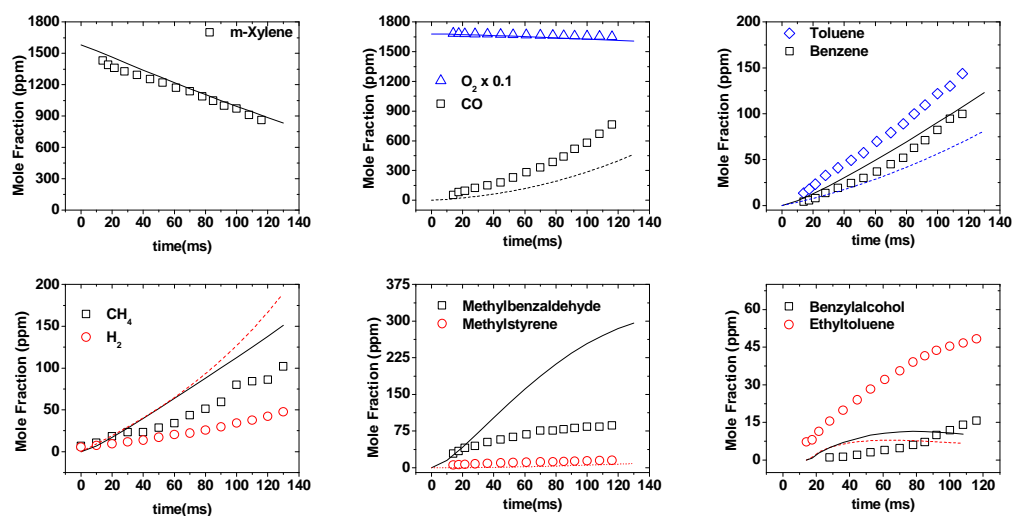 1800
1500
1200
900
600
300
0
Mole Fraction (ppm)
m-Xylene
0 20 40 60 80 100 120 140
time(ms)
1800
1500
1200
900
600
300
0
Mole Fraction (ppm)
O2 x 0.1
CO
0 20 40 60 80 100 120 140
time(ms)
200
150
100
50
0
Mole Fraction (ppm)
Toluene
Benzene
0 20 40 60 80 100 120 140
time (ms)
200
150
100
50
0
Mole Fraction (ppm)
CH4
H2
0 20 40 60 80 100 120 140
time(ms)
375
300
225
150
75
0
Mole Fraction (ppm)
Methylbenzaldehyde
Methylstyrene
0 20 40 60 80 100 120 140
time(ms)
60
45
30
15
0
Mole Fraction (ppm)
Benzylalcohol
Ethyltoluene
0 20 40 60 80 100 120
time (ms)